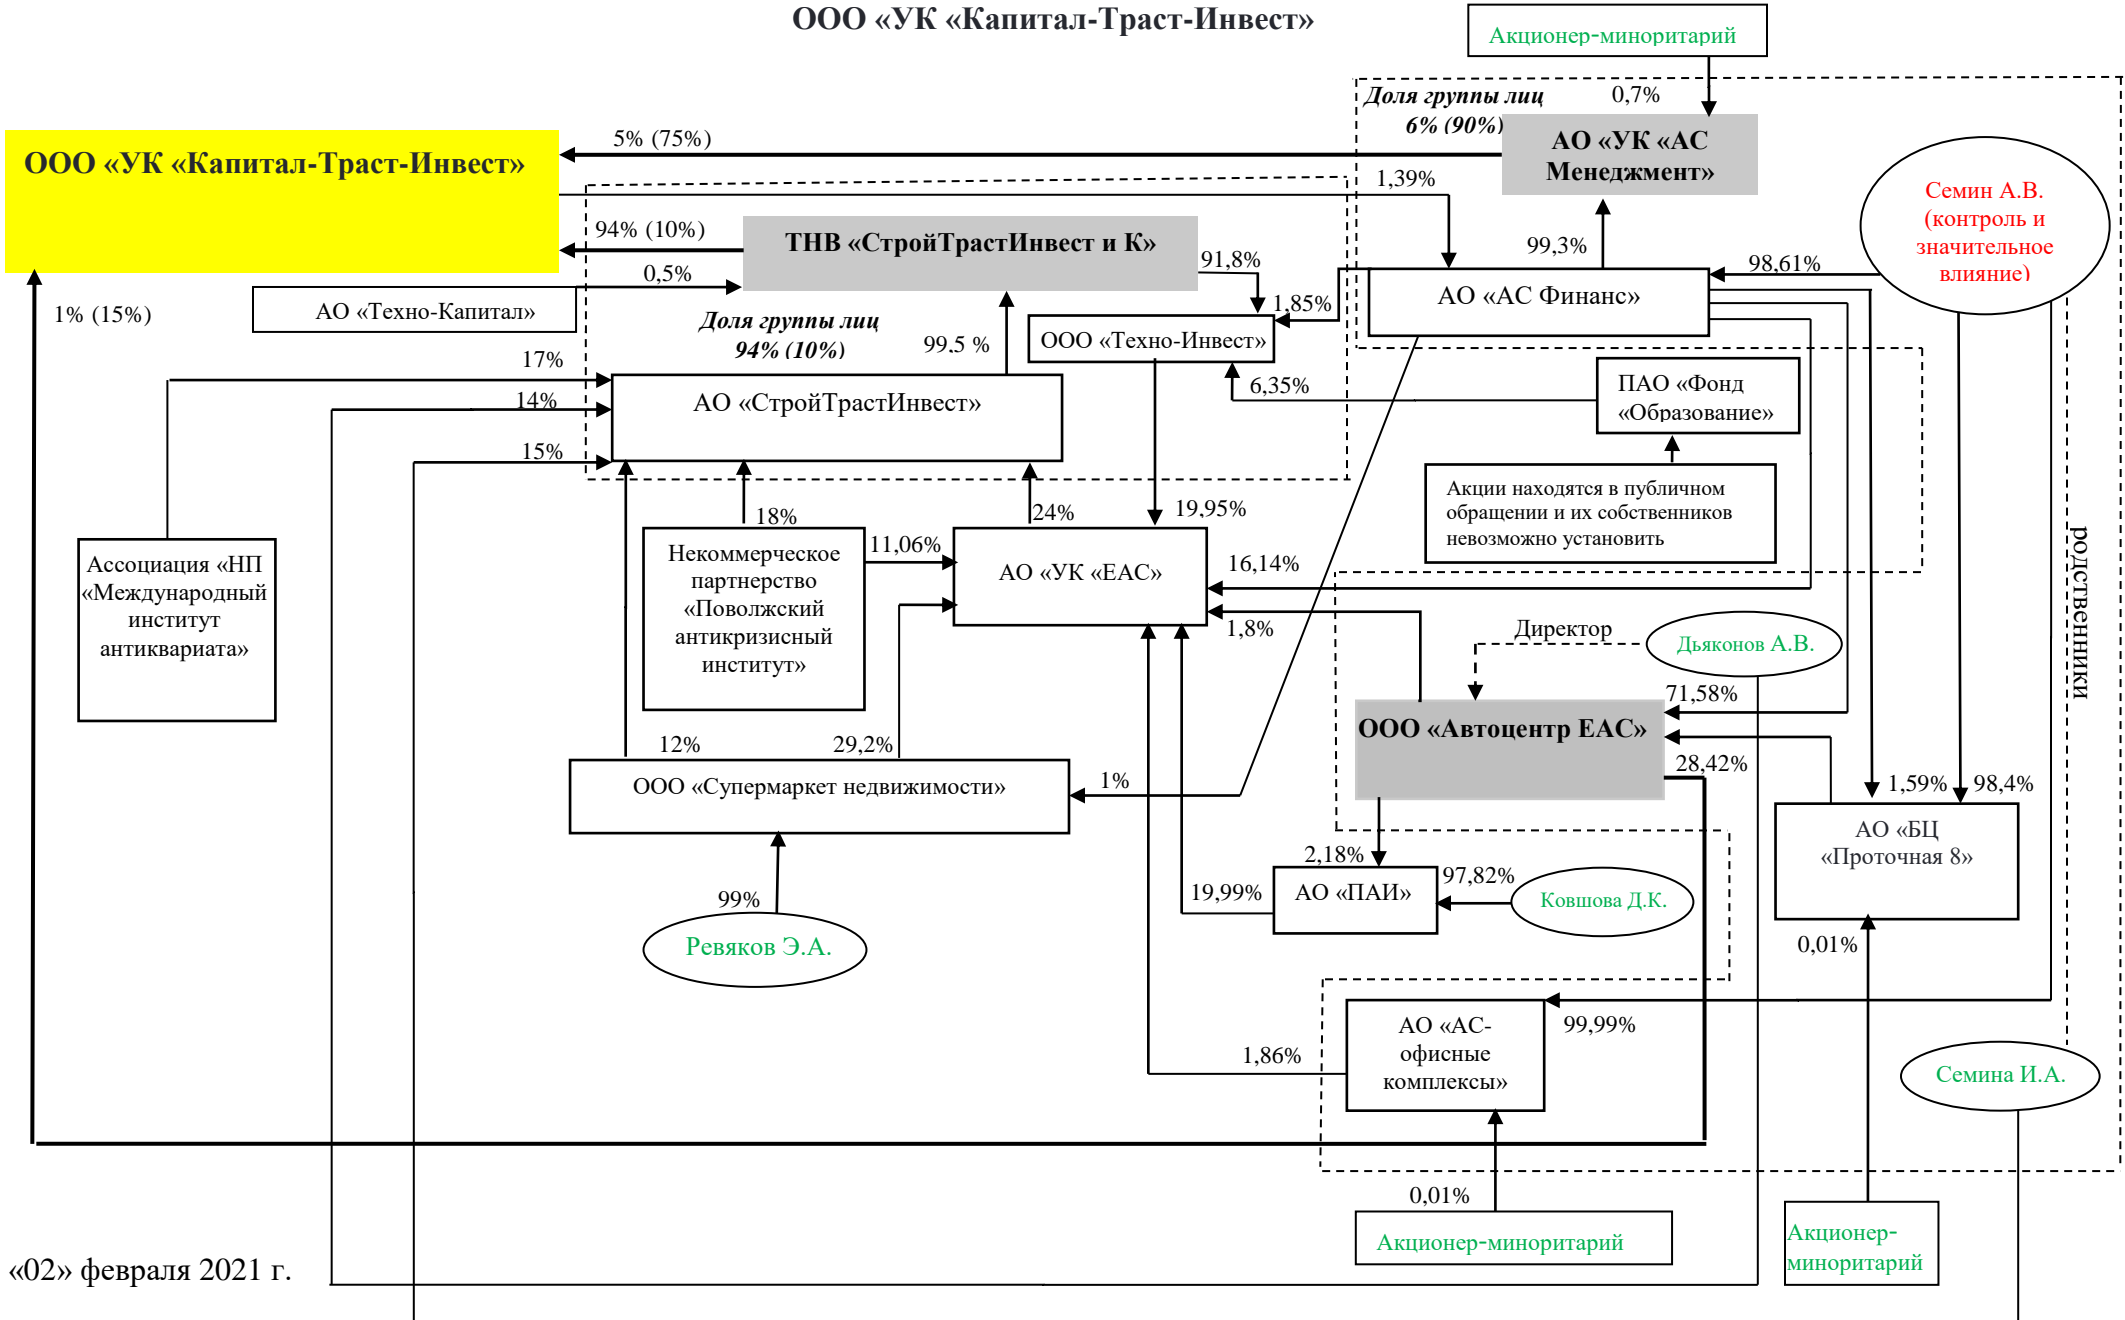 ООО «УК «Капитал-Траст-Инвест»
Акционер-миноритарий
Доля группы лиц
6% (90%)
0,7%
5% (75%)
АО «УК «АС
Менеджмент»
ООО «УК «Капитал-Траст-Инвест»
1,39%
Семин А.В.
(контроль и
значительное
влияние)
94% (10%)
ТНВ «СтройТрастИнвест и К»
99,3%
91,8%
98,61%
0,5%
1% (15%)
АО «Техно-Капитал»
1,85%
АО «АС Финанс»
Доля группы лиц
94% (10%)
99,5 %
ООО «Техно-Инвест»
17%
6,35%
ПАО «Фонд
«Образование»
14%
АО «СтройТрастИнвест»
15%
Акции находятся в публичном
обращении и их собственников
невозможно установить
18%
24%
19,95%
родственники
Ассоциация «НП
«Международный
институт
антиквариата»
Некоммерческое
партнерство
«Поволжский
антикризисный
институт»
11,06%
АО «УК «ЕАС»
16,14%
1,8%
Директор
Дьяконов А.В.
71,58%
ООО «Автоцентр ЕАС»
12%
29,2%
28,42%
ООО «Супермаркет недвижимости»
1%
1,59%
98,4%
АО «БЦ
«Проточная 8»
2,18%
97,82%
99%
19,99%
АО «ПАИ»
Ковшова Д.К.
Ревяков Э.А.
0,01%
АО «АС-
офисные
комплексы»
99,99%
1,86%
Семина И.А.
0,01%
Акционер-миноритарий
Акционер-
миноритарий
«02» февраля 2021 г.